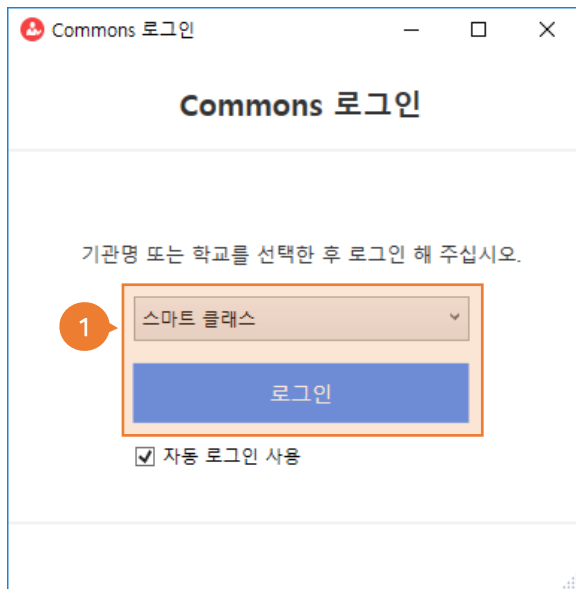 Commons 로그인
Commons 로그인
기관명 또는 학교를 선택한 후 로그인 해 주십시오.
1
스마트 클래스
로그인
자동 로그인 사용